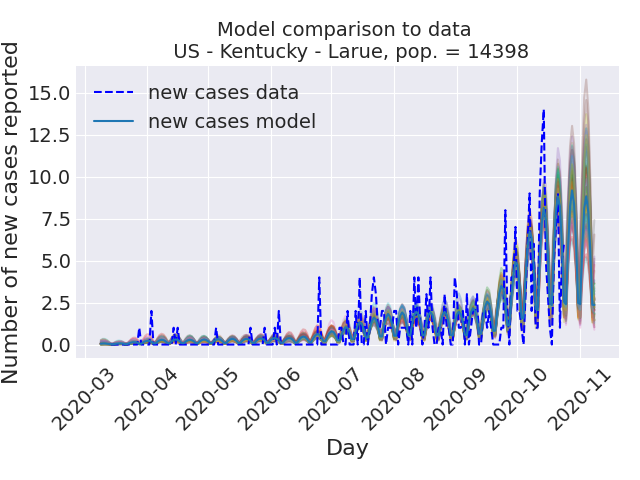 Model comparison to data
US - Kentucky - Larue, pop. = 14398
Number of new cases reported
15.0
12.5
10.0
7.5
5.0
2.5
0.0
new cases data
new cases model
2020-03
2020-04
2020-05
2020-06
2020-07
2020-08
2020-09
2020-10
2020-11
Day